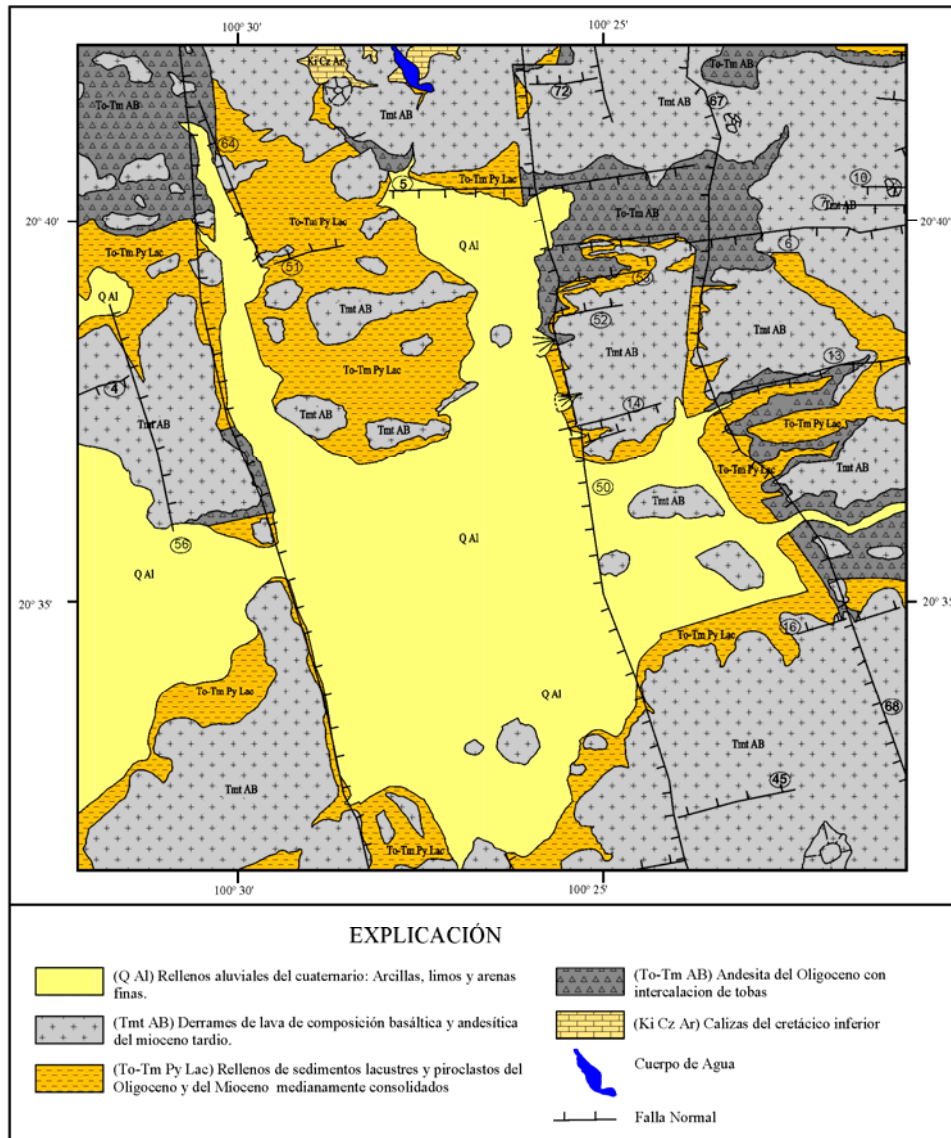 100° 30'
100° 25'
Ki Cz Ar
To-Tm AB
To-Tm AB
Tmt AB
72
Tmt AB
67
64
5
To-Tm Py Lac
10
20° 40'
To-Tm Py Lac
To-Tm AB
7
Tmt AB
20° 40'
Q Al
6
To-Tm Py Lac
51
53
Q Al
Tmt AB
52
Tmt AB
Tmt AB
13
To-Tm Py Lac
4
Tmt AB
14
Tmt AB
Tmt AB
To-Tm Py Lac
Tmt AB
To-Tm Py Lac
50
Tmt AB
56
Q Al
Q Al
20° 35'
16
To-Tm Py Lac
To-Tm Py Lac
Q Al
68
Tmt AB
Tmt AB
45
To-Tm Py Lac
100° 30'
100° 25'
EXPLICACIÓN
(Q Al) Rellenos aluviales del cuaternario: Arcillas, limos y arenas
finas.
(Tmt AB) Derrames de lava de composición basáltica y andesítica
del mioceno tardio.
(To-Tm Py Lac) Rellenos de sedimentos lacustres y piroclastos del
Oligoceno y del Mioceno medianamente consolidados
(To-Tm AB) Andesita del Oligoceno con
intercalacion de tobas
(Ki Cz Ar) Calizas del cretácico inferior
Cuerpo de Agua
Falla Normal